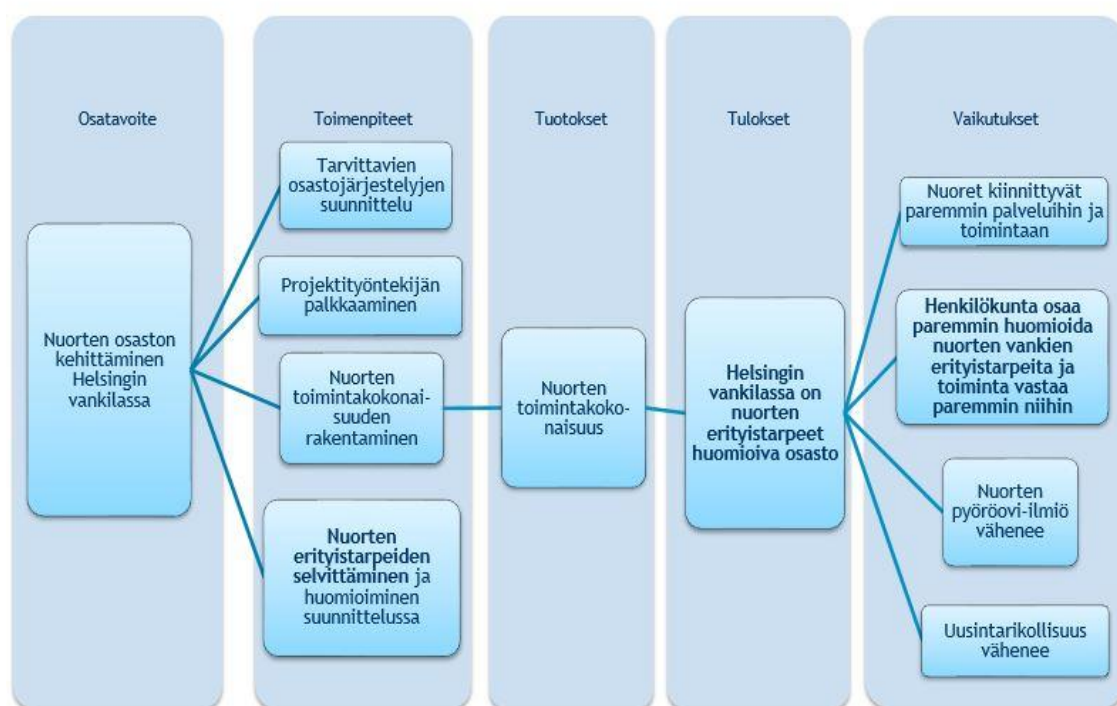 Osatavoite
Nuorten osaston
kehittäminen
Helsingin
vankilassa
Toimenpiteet
Tarvittavien
osastojärjestelyjen
suunnittelu
Projektityöntekijän
palkkaaminen
Nuorten
toimintakokonai-
suuden
rakentaminen
Nuorten
erityistarpeiden
selvittäminen ja
huomioiminen
suunnittelussa
Tuotokset
Nuorten
toimintakoko-
naisuus
Tulokset
Helsingin
vankilassa on
nuorten
erityistarpeet
huomioiva osasto
Vaikutukset
Nuoret kiinnittyvät
paremmin palveluihin ja
toimintaan
Henkilökunta osaa
paremmin huomioida
nuorten vankien
erityistarpeita ja
toiminta vastaa
paremmin niihin
Nuorten
pyöröovi-ilmiö
vähenee
Uusintarikollisuus
vähenee